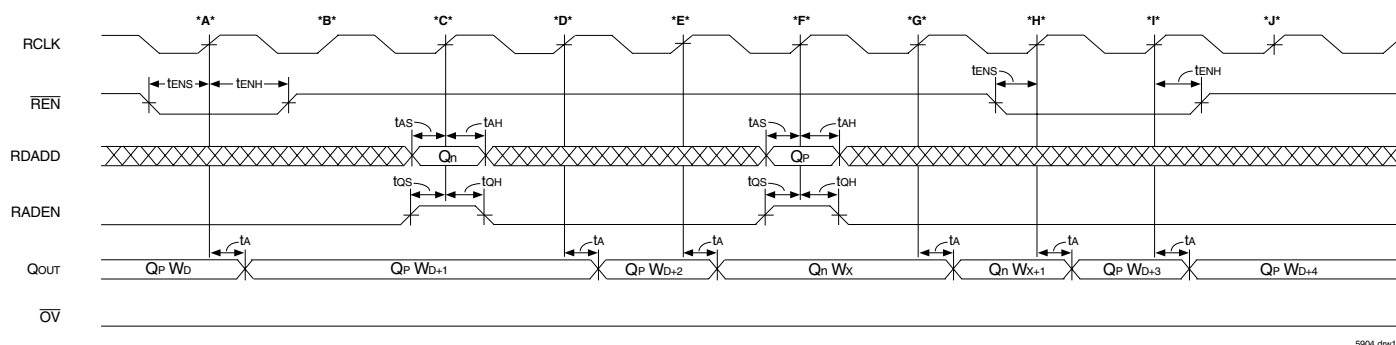 *A* *B* *C* *D* *E* *F* *G* *H* *I* *J*
RCLK
tENS tENH tENS tENH
REN
tAS tAH tAS tAH
RDADD Qn QP
tQS tQH tQS tQH
RADEN
tA tA tA tA tA tA
QOUT QP WD QP WD+1 QP WD+2 Qn WX Qn WX+1 QP WD+3 QP WD+4
OV